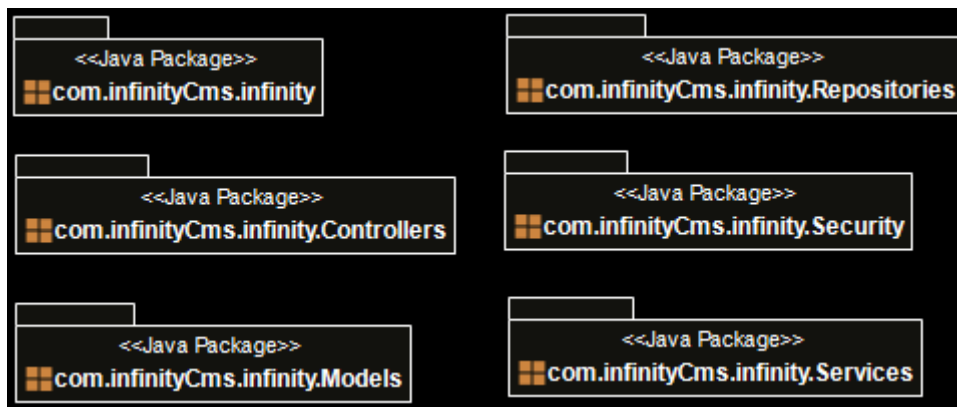 <<Java Package>>
com.infinityCms.infinity
<<Java Package>>
com.infinityCms.infinity.Repositories
<<Java Package>>
com.infinityCms.infinity.Controllers
<<Java Package>>
com.infinityCms.infinity.Security
<<Java Package>>
com.infinityCms.infinity.Models
<<Java Package>>
com.infinityCms.infinity.Services